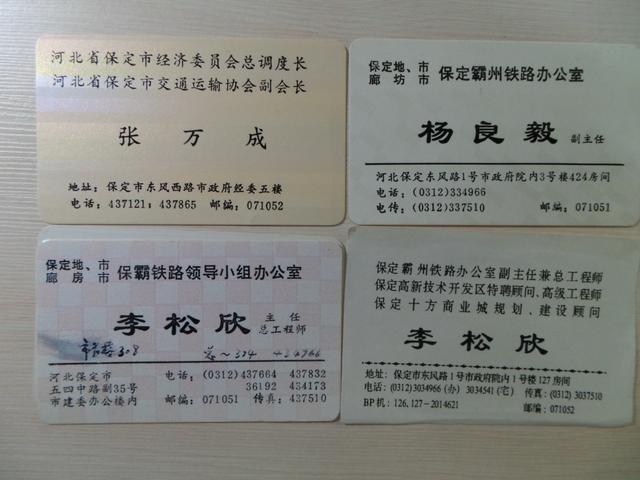 河北省保定市经济委员会总调度长
河北省保定市交通运输协会副会长
张万成
地址：保定市东风西路市政府经委五楼
电话：437121：437865 邮编：071052
保定地、市
廊坊市
保定霸州铁路办公室
杨良毅 副主任
河北保定东风路1号市政府院内3号楼424房间
电话：(0312)334966
电传：(0312)337510 邮编：071051
保定地、市
廊房市
保霸铁路领导小组办公室
李松欣 主任
总工程师
308
河北保定市 电话：(0312)437664 437832
五四中路副35号 36192 434173
市建委办公楼内 邮编：071051 传真：437510
保定霸州铁路办公室副主任兼总工程师
保定高新技术开发区特聘顾问、高级工程师
保定十方商业城规划、建设顾问
李松欣
地址：保定市东风路1号市政府院内1号楼127房间
电话：(0312)3034966（办）3034541（宅） 传真：(0312) 3037510
BP机：126，127－2014621 邮编：071052